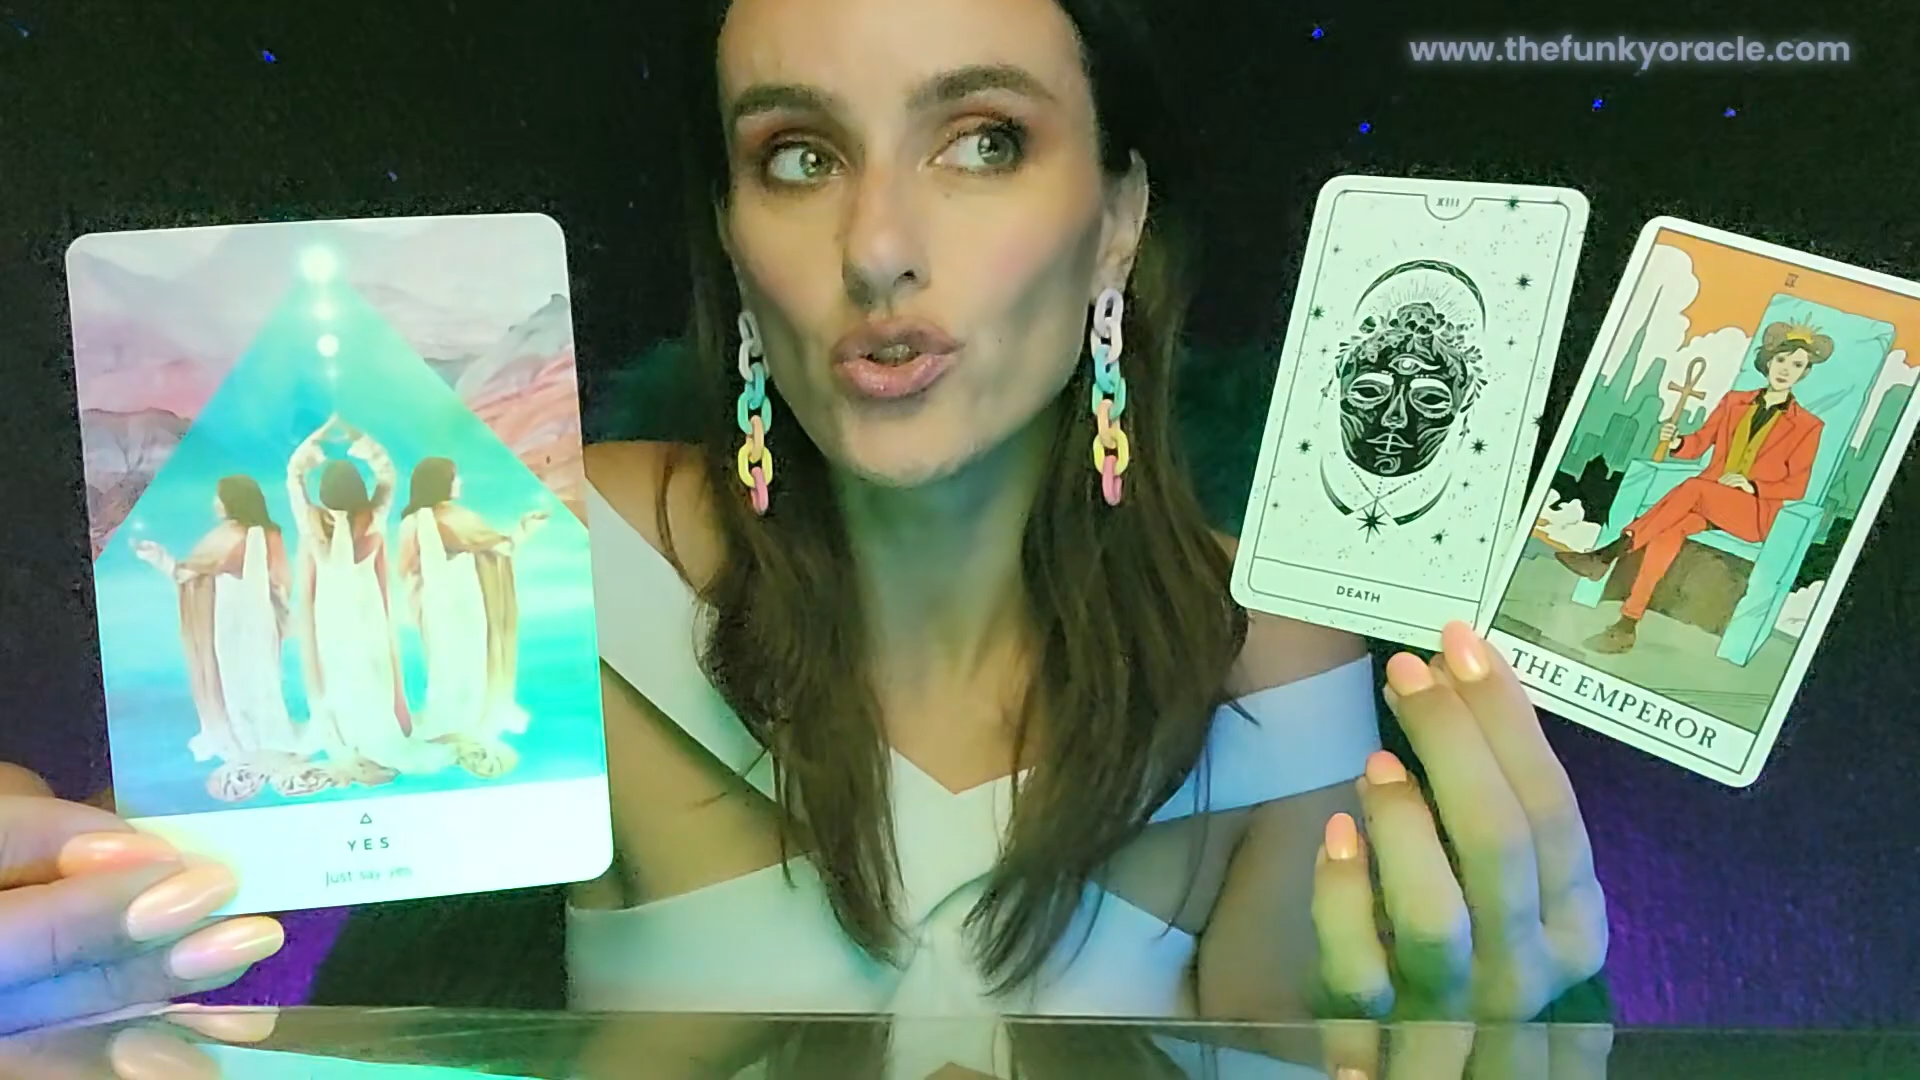 www.thefunkyoracle.com
XIII
DEATH
THE EMPEROR
YES
Just say yes